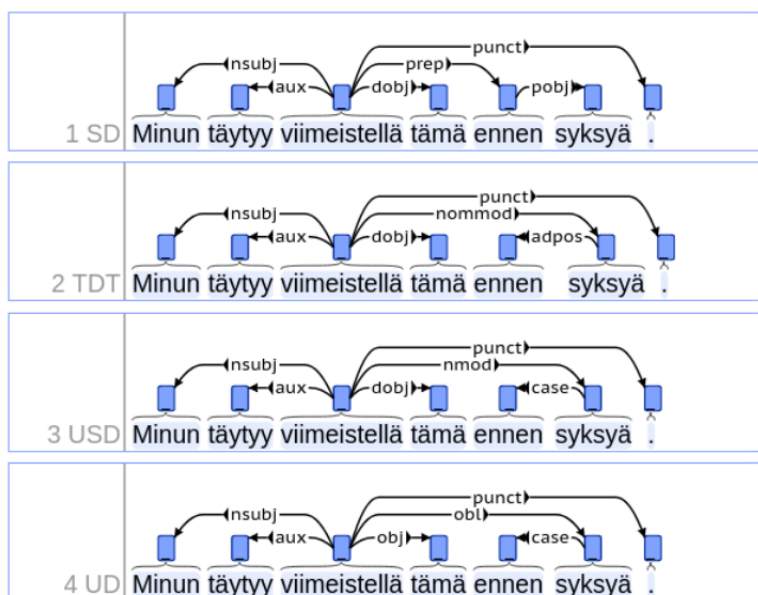 punct
nsubj prep
aux dobj pobj
1 SD Minun täytyy viimeistellä tämä ennen syksyä .
punct
nsubj nommod
aux dobj adpos
2 TDT Minun täytyy viimeistellä tämä ennen syksyä .
punct
nsubj nmod
aux dobj case
3 USD Minun täytyy viimeistellä tämä ennen syksyä .
punct
nsubj obl
aux obj case
4 UD Minun täytyy viimeistellä tämä ennen syksyä .